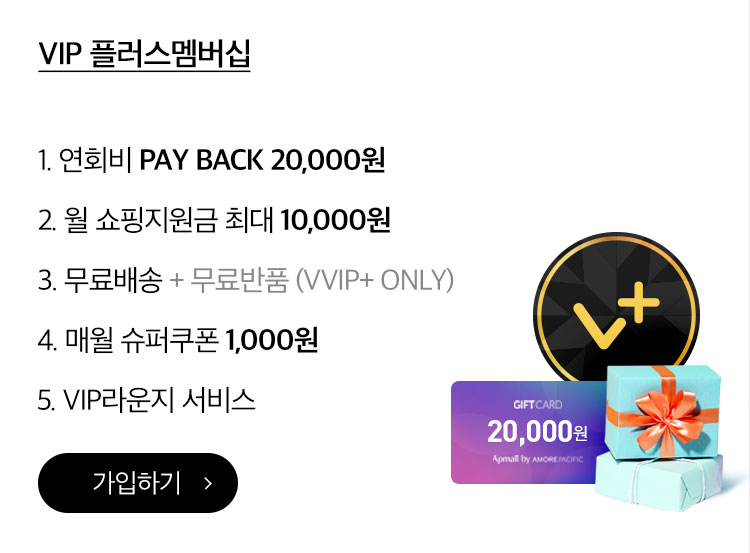 VIP 플러스멤버십
1. 연회비 PAY BACK 20,000원
2. 월 쇼핑지원금 최대 10,000원
3. 무료배송 + 무료반품 (VVIP+ ONLY)
4. 매월 슈퍼쿠폰 1,000원
5. VIP라운지 서비스
가입하기 >
V+
GIFTCARD
20,000원
Apmall by AMOREPACIFIC